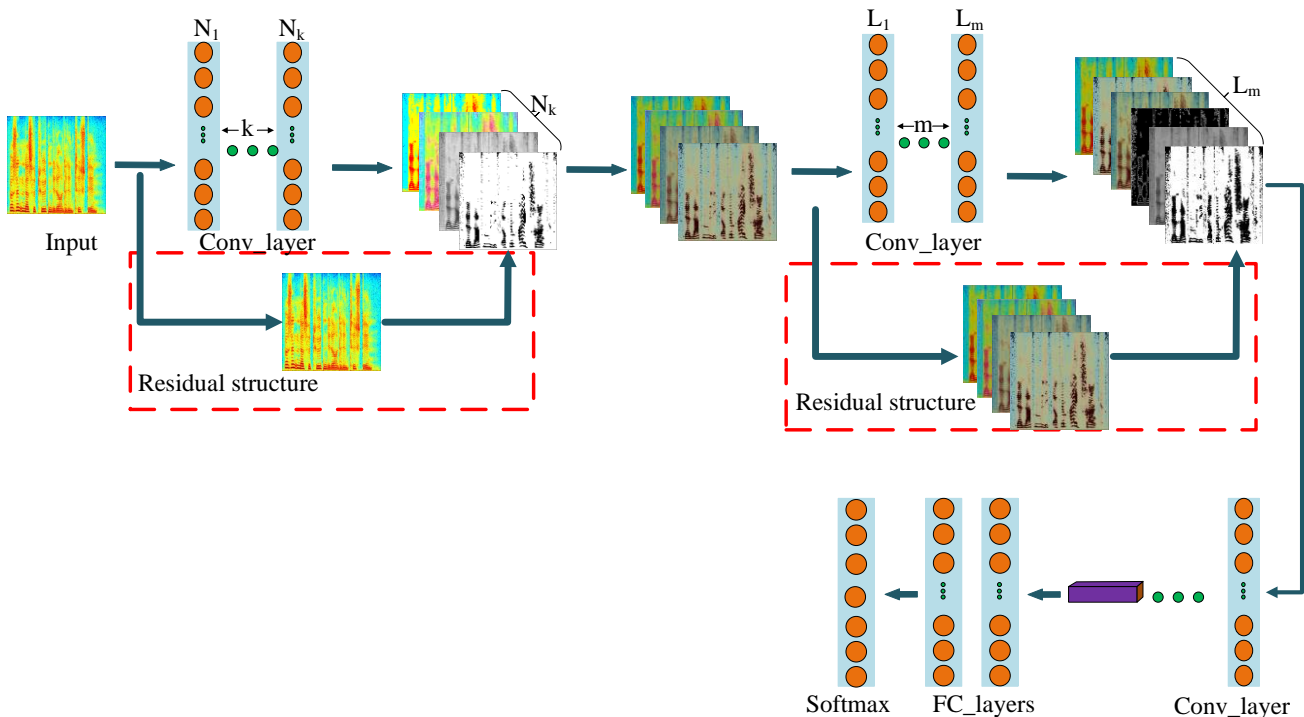 N1
Nk
k
Conv_layer
Input
Nk
Residual structure
L1
Lm
m
Conv_layer
Lm
Residual structure
Softmax
FC_layers
Conv_layer